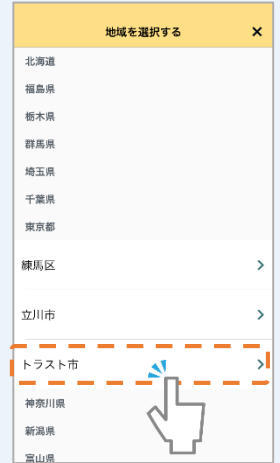 地域を選択する ×
北海道
福島県
栃木県
群馬県
埼玉県
千葉県
東京都
練馬区
立川市
トラスト市
神奈川県
新潟県
富山県